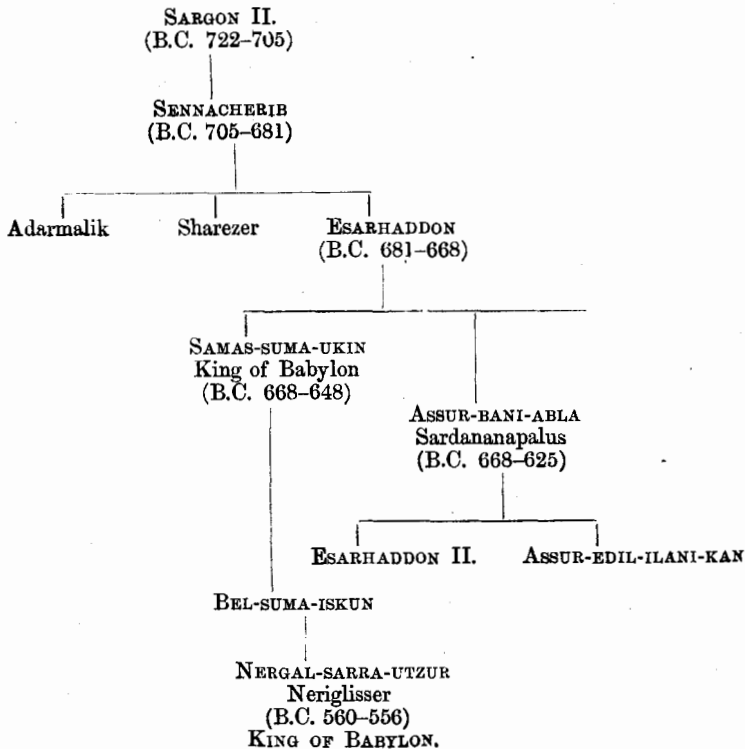 SARGON II.
(B.C. 722–705)
SENNACHERIB
(B.C. 705–681)
Adarmalik Sharezer ESARHADDON
(B.C. 681–668)
SAMAS-SUMA-UKIN
King of Babylon
(B.C. 668–648)
ASSUR-BANI-ABLA
Sardananapalus
(B.C. 668–625)
ESARHADDON II. ASSUR-EDIL-ILANI-KAN
BEL-SUMA-ISKUN
NERGAL-SARRA-UTZUR
Neriglisser
(B.C. 560–556)
KING OF BABYLON.